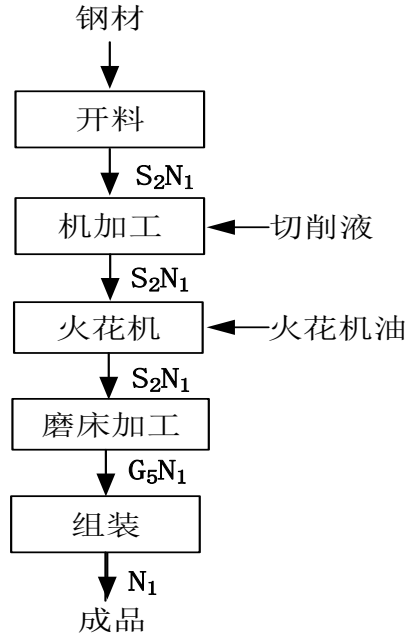 钢材
开料
S₂N₁
机加工
切削液
S₂N₁
火花机
火花机油
S₂N₁
磨床加工
G₅N₁
组装
N₁
成品